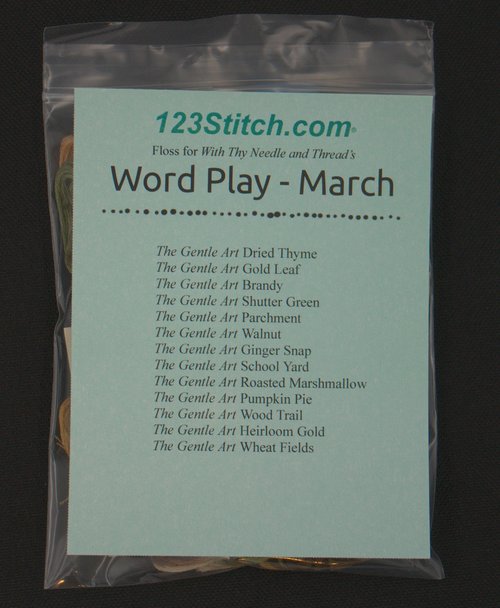 123Stitch.com®
Floss for With Thy Needle and Thread's
Word Play - March
The Gentle Art Dried Thyme
The Gentle Art Gold Leaf
The Gentle Art Brandy
The Gentle Art Shutter Green
The Gentle Art Parchment
The Gentle Art Walnut
The Gentle Art Ginger Snap
The Gentle Art School Yard
The Gentle Art Roasted Marshmallow
The Gentle Art Pumpkin Pie
The Gentle Art Wood Trail
The Gentle Art Heirloom Gold
The Gentle Art Wheat Fields